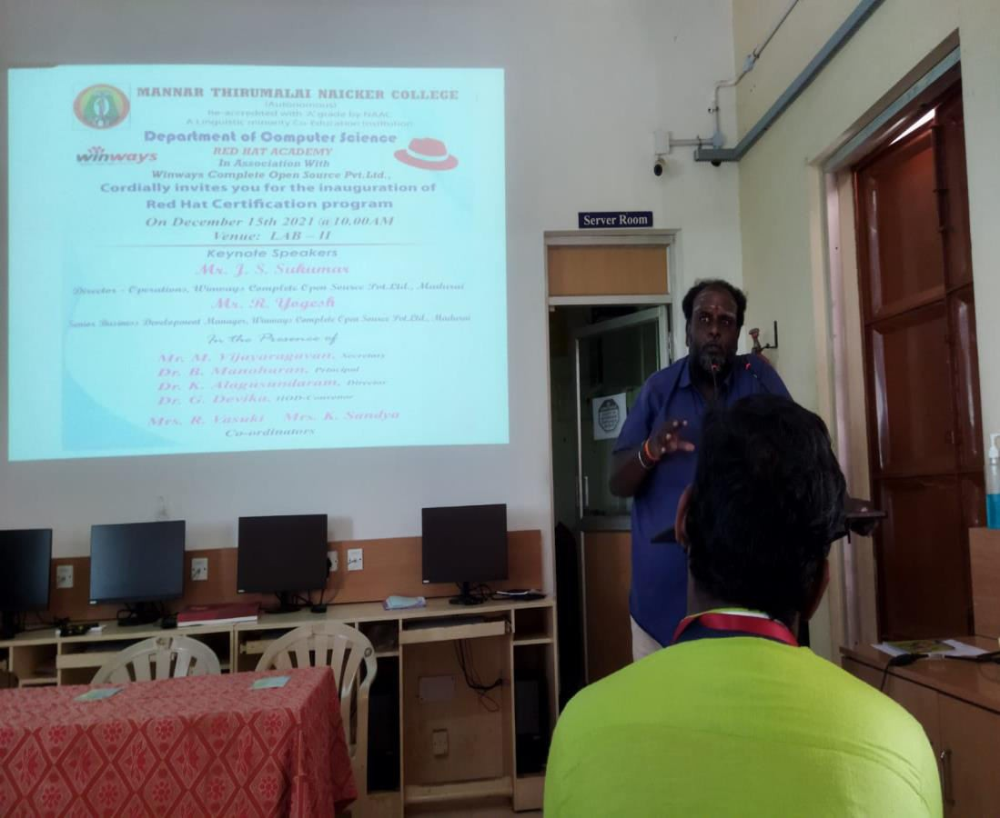 MANNAR THIRUMALAI NAICKER COLLEGE
(Autonomous)
Re-accredited with 'A' grade by NAAC
A Linguistic minority Co-Education Institution
Department of Computer Science
winways
RED HAT ACADEMY
In Association With
Winways Complete Open Source Pvt.Ltd.,
Cordially invites you for the inauguration of
Red Hat Certification program
On December 15th 2021 @ 10.00AM
Venue: LAB – II
Keynote Speakers
Mr. J. S. Sukumar
Director - Operations, Winways Complete Open Source Pvt.Ltd., Madurai
Mr. R. Yogesh
Senior Business Development Manager, Winways Complete Open Source Pvt.Ltd., Madurai
In the Presence of
Mr. M. Vijayaragavan, Secretary
Dr. B. Manoharan, Principal
Dr. K. Alagusundaram, Director
Dr. G. Devika, HOD-Convenor
Mrs. R. Vasuki Mrs. K. Sandya
Co-ordinators
Server Room